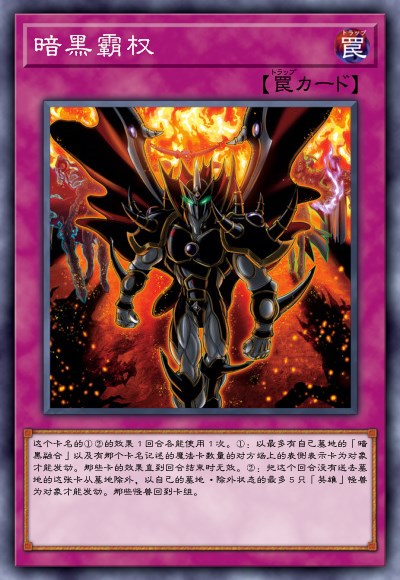 暗黑霸权
トラップ
罠
トラップ
【罠カード】
这个卡名的①②的效果1回合各能使用1次。①：以最多有自己墓地的「暗
黑融合」以及有那个卡名记述的魔法卡数量的对方场上的表侧表示卡为对象
才能发动。那些卡的效果直到回合结束时无效。②：把这个回合没有送去墓
地的这张卡从墓地除外，以自己的墓地·除外状态的最多5只「英雄」怪兽
为对象才能发动。那些怪兽回到卡组。